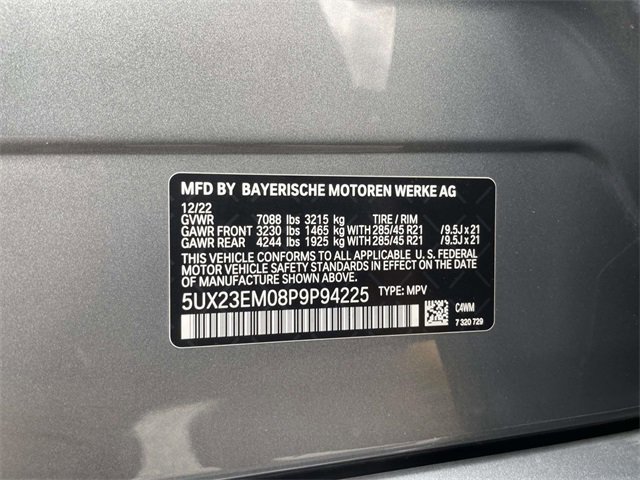 MFD BY BAYERISCHE MOTOREN WERKE AG
12/22
GVWR 7088 lbs 3215 kg TIRE / RIM
GAWR FRONT 3230 lbs 1465 kg WITH 285/45 R21 /9.5J x 21
GAWR REAR 4244 lbs 1925 kg WITH 285/45 R21 /9.5J x 21
THIS VEHICLE CONFORMS TO ALL APPLICABLE U. S. FEDERAL
MOTOR VEHICLE SAFETY STANDARDS IN EFFECT ON THE DATE
OF MANUFACTURE SHOWN ABOVE.
5UX23EM08P9P94225 TYPE: MPV
C4WM
7 320 729